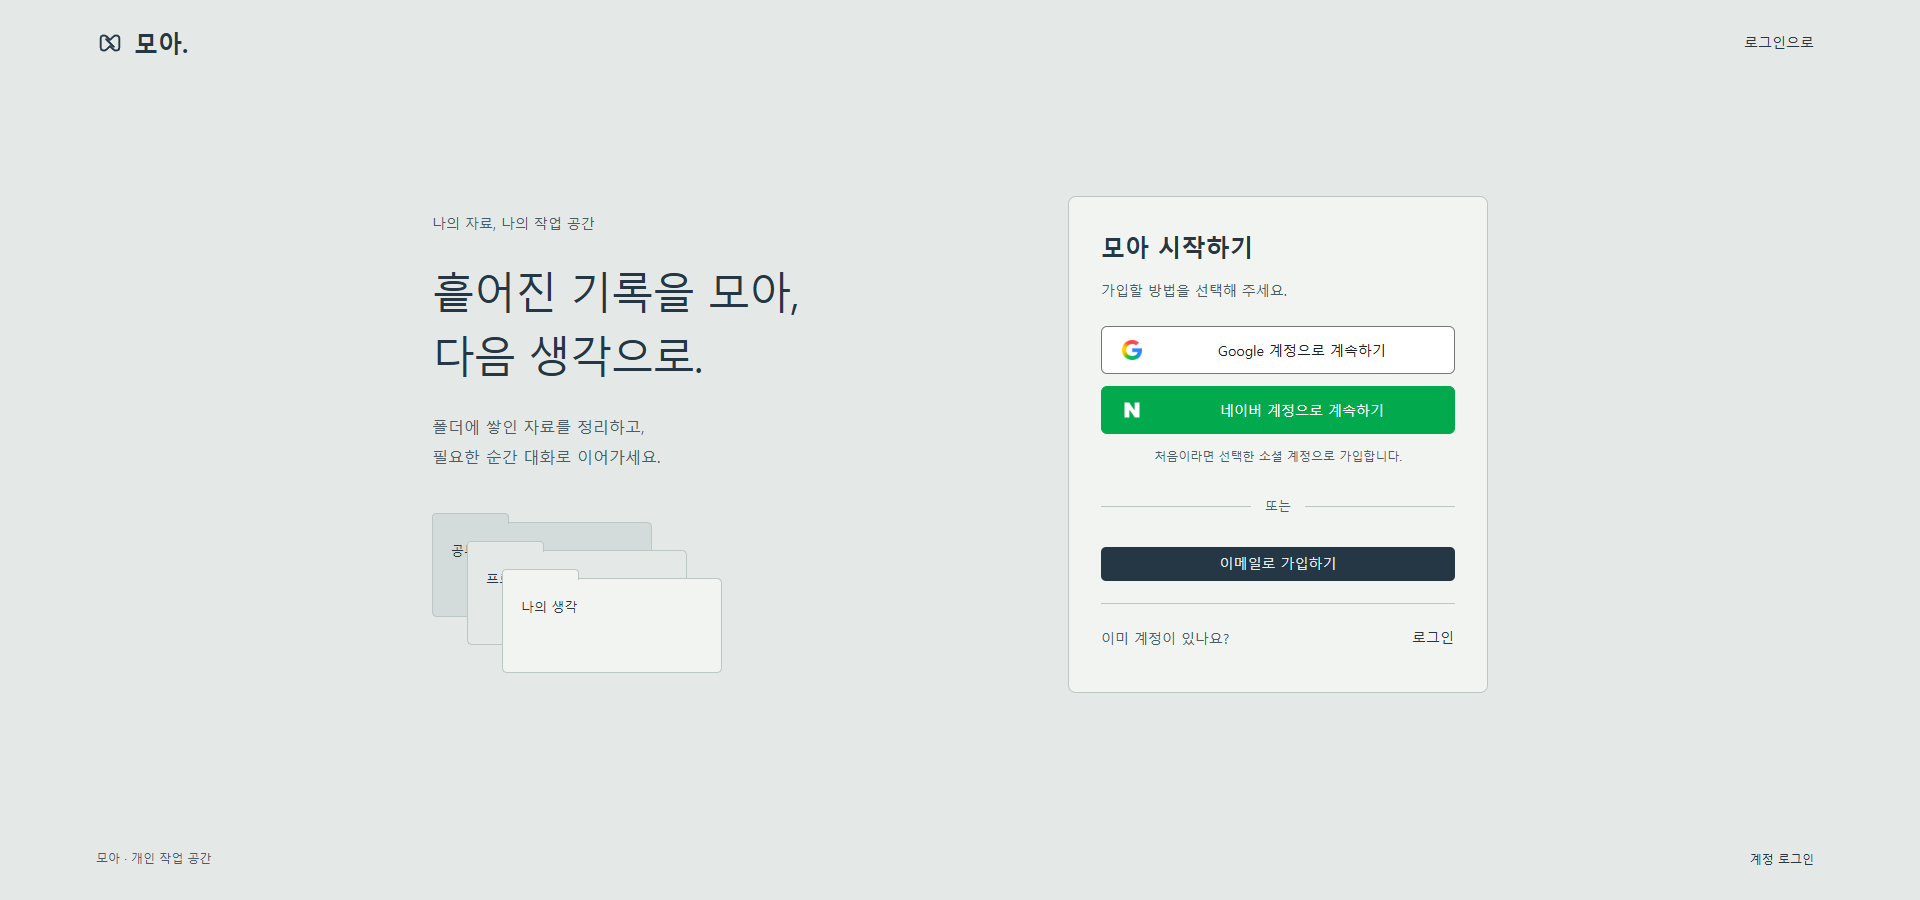 모아.
로그인으로
나의 자료, 나의 작업 공간
흩어진 기록을 모아,
다음 생각으로.
폴더에 쌓인 자료를 정리하고,
필요한 순간 대화로 이어가세요.
나의 생각
모아 시작하기
가입할 방법을 선택해 주세요.
Google 계정으로 계속하기
네이버 계정으로 계속하기
처음이라면 선택한 소셜 계정으로 가입합니다.
또는
이메일로 가입하기
이미 계정이 있나요?
로그인
모아 · 개인 작업 공간
계정 로그인